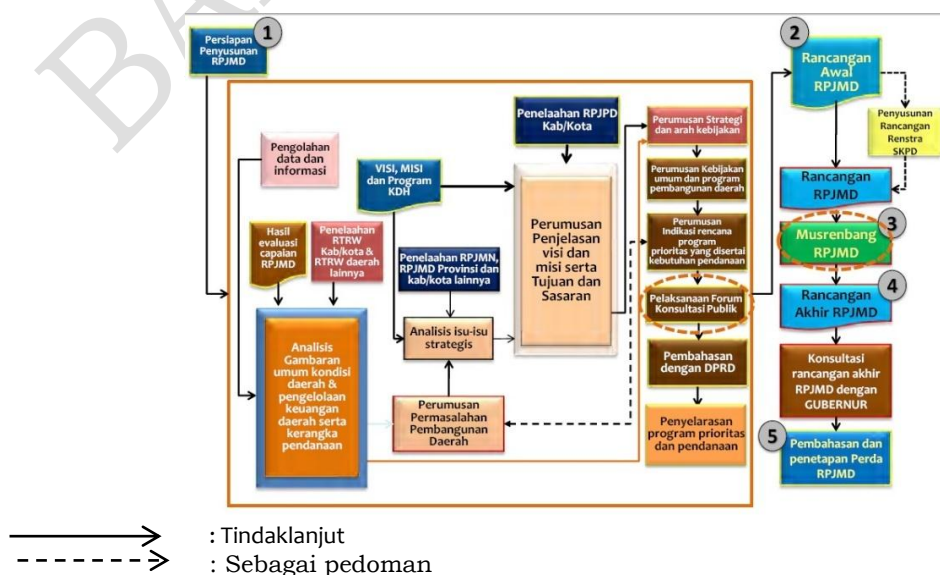 BA
1
Persiapan
Penyusunan
RPJMD
Pengolahan
data dan
informasi
Hasil
evaluasi
capaian
RPJMD
Penelaahan
RTRW
Kab/kota &
RTRW daerah
lainnya
VISI, MISI
dan Program
KDH
Penelaahan RPJMN,
RPJMD Provinsi dan
kab/kota lainnya
Analisis isu-isu
strategis
Analisis
Gambaran
umum kondisi
daerah &
pengelolaan
keuangan
daerah serta
kerangka
pendanaan
Perumusan
Permasalahan
Pembangunan
Daerah
Penelaahan RPJPD
Kab/Kota
Perumusan
Penjelasan
visi dan
misi serta
Tujuan dan
Sasaran
Perumusan Strategi
dan arah kebijakan
Perumusan Kebijakan
umum dan program
pembangunan daerah
Perumusan
Indikasi rencana
program
prioritas yang disertai
kebutuhan pendanaan
Pelaksanaan Forum
Konsultasi Publik
Pembahasan
dengan DPRD
Penyelarasan
program prioritas
dan pendanaan
2
Rancangan
Awal
RPJMD
Penyusunan
Rancangan
Renstra
SKPD
Rancangan
RPJMD
3
Musrenbang
RPJMD
4
Rancangan
Akhir RPJMD
Konsultasi
rancangan akhir
RPJMD dengan
GUBERNUR
5
Pembahasan dan
penetapan Perda
RPJMD
: Tindaklanjut
: Sebagai pedoman